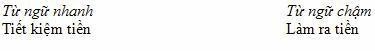 Từ ngữ nhanh Từ ngữ chậm
Tiết kiệm tiền Làm ra tiền